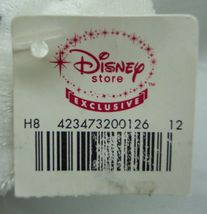 Disney
store
EXCLUSIVE
H8 423473200126 12